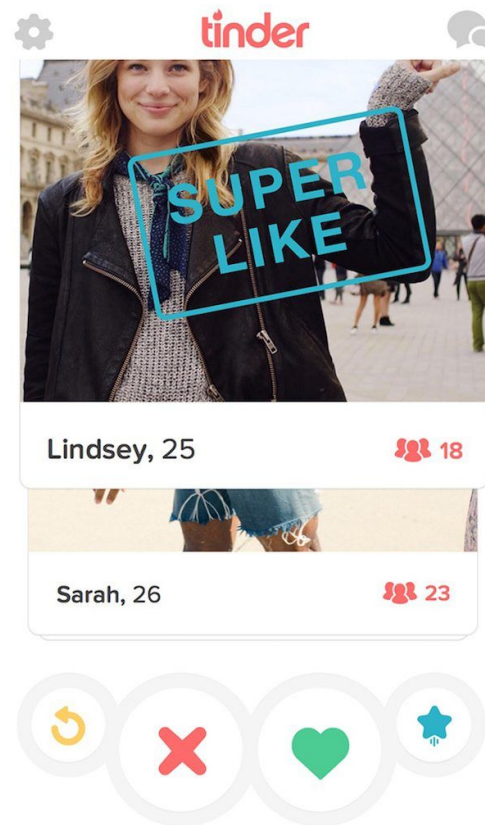 tinder
SUPER
LIKE
Lindsey, 25
18
Sarah, 26
23